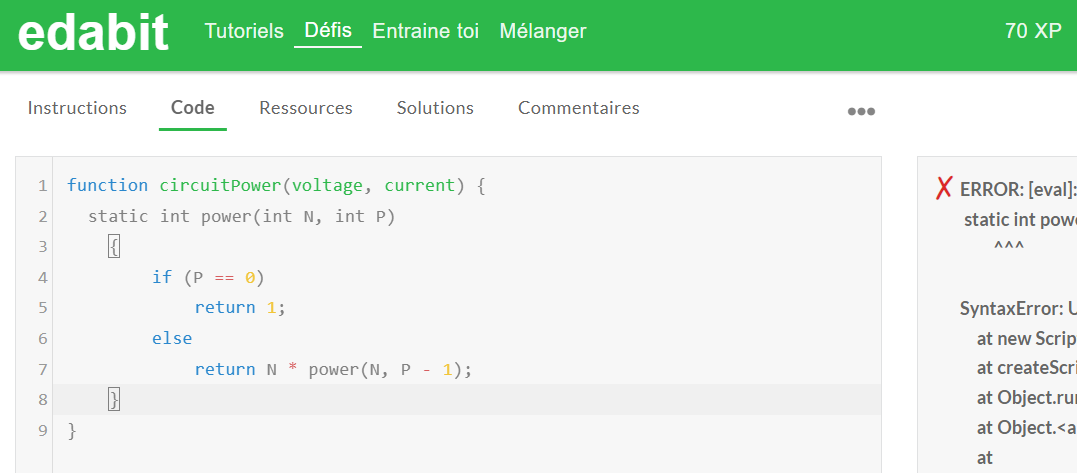 edabit
Tutoriels Défis Entraine toi Mélanger 70 XP
Instructions Code Ressources Solutions Commentaires
1 function circuitPower(voltage, current) {
2 static int power(int N, int P)
3 {
4 if (P == 0)
5 return 1;
6 else
7 return N * power(N, P - 1);
8 }
9 }
ERROR: [eval]:
static int powe
^^^
SyntaxError: U
at new Scrip
at createScri
at Object.run
at Object.<a
at